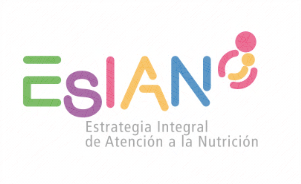 EsIAN
Estrategia Integral
de Atención a la Nutrición